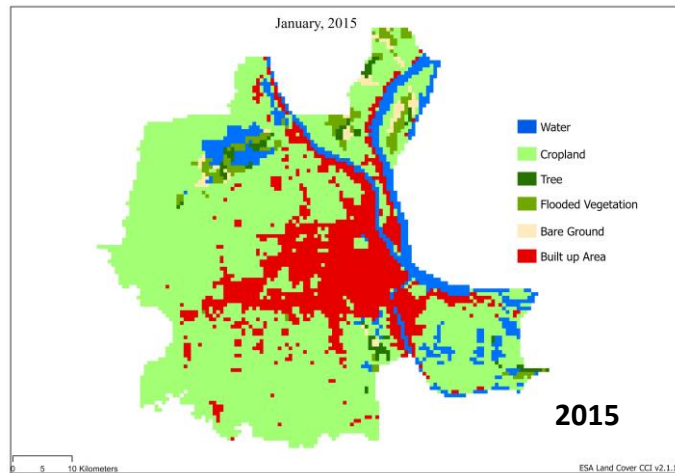 January, 2015
Water
Cropland
Tree
Flooded Vegetation
Bare Ground
Built up Area
2015
0 5 10 Kilometers
ESA Land Cover CCI v2.1.1